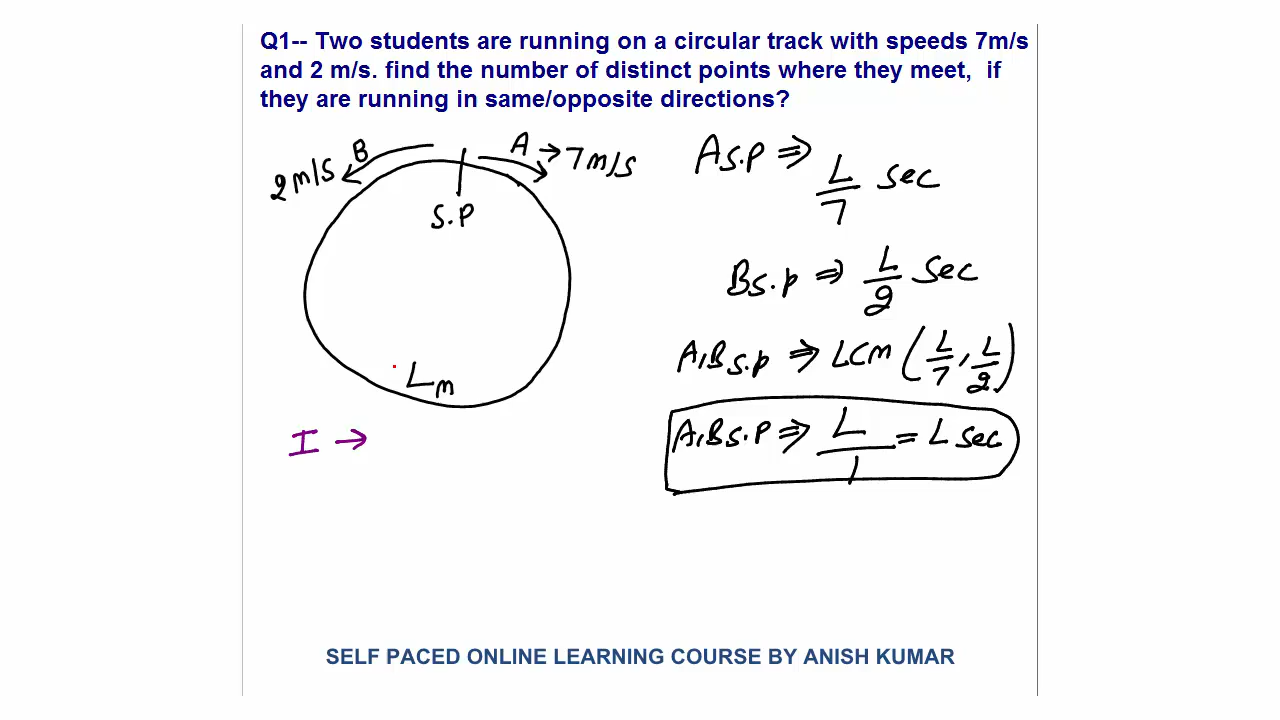 Q1-- Two students are running on a circular track with speeds 7m/s
and 2 m/s. find the number of distinct points where they meet,  if
they are running in same/opposite directions?
2m/s B A → 7m/s
S.P
Lm
I →
A S.P ⇒ L/7 sec
B S.P ⇒ L/2 sec
A,B S.P ⇒ LCM (L/7, L/2)
A,B S.P ⇒ L/1 = L sec
SELF PACED ONLINE LEARNING COURSE BY ANISH KUMAR